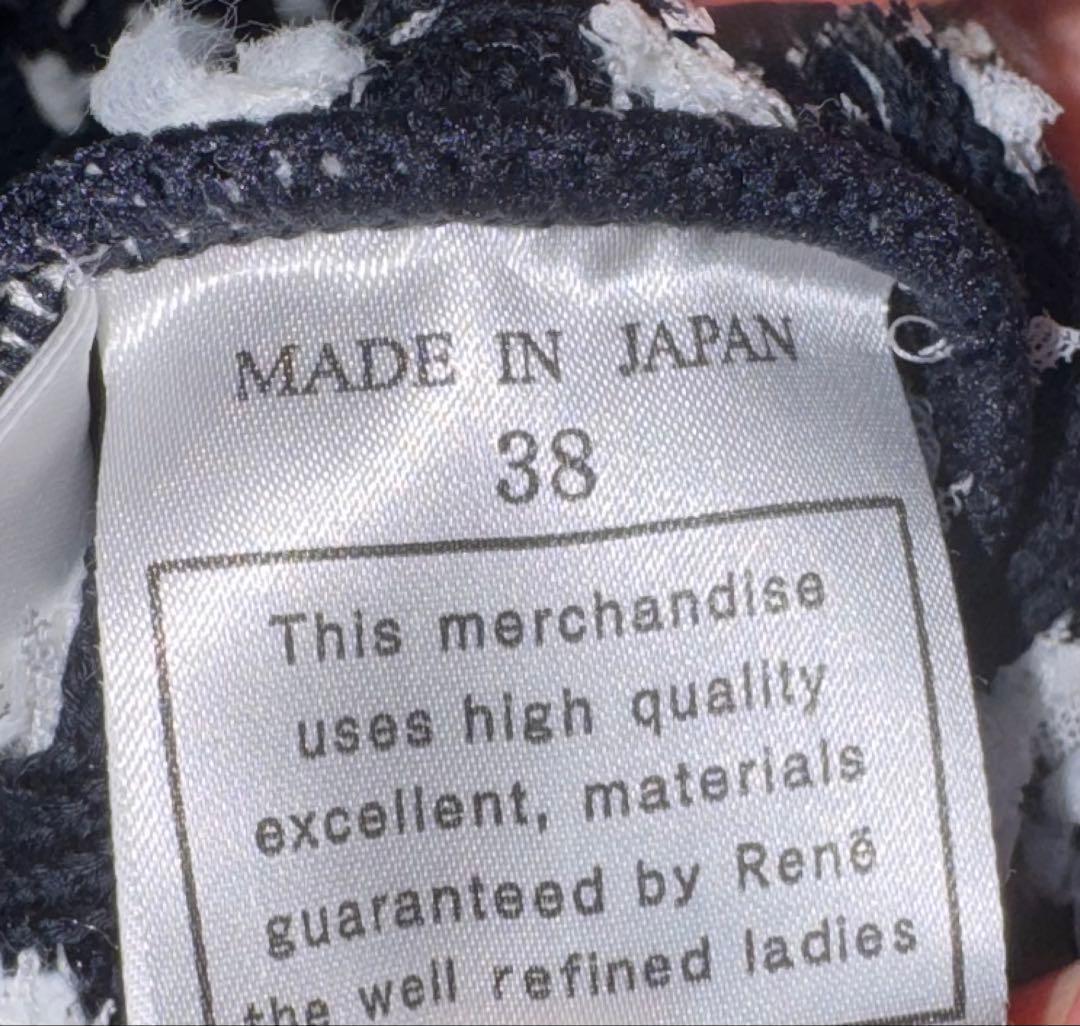 MADE IN JAPAN
38
This merchandise
uses high quality
excellent, materials
guaranteed by René
the well refined ladies